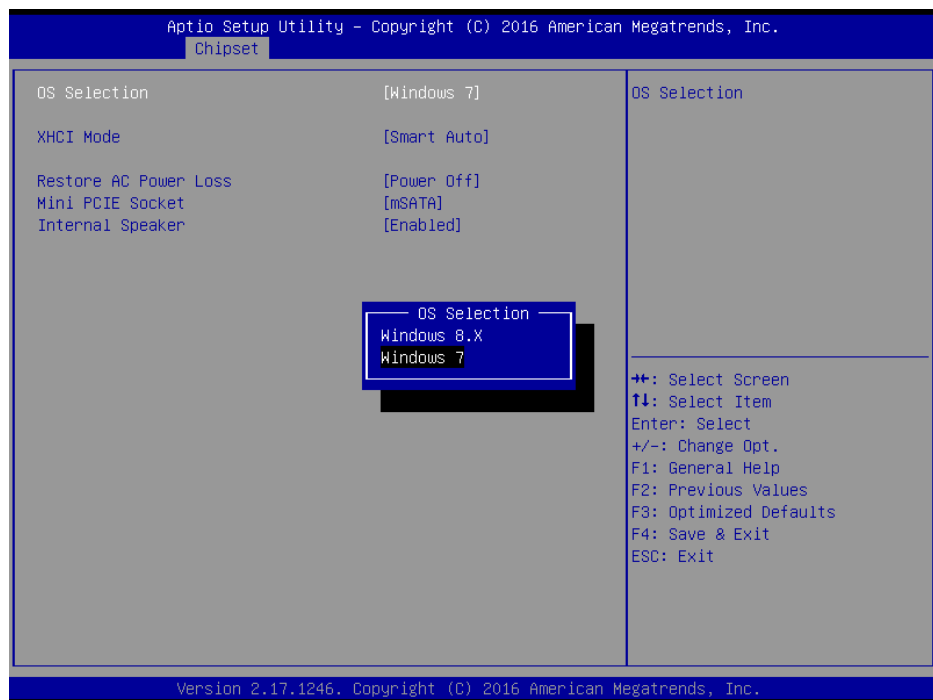 Aptio Setup Utility – Copyright (C) 2016 American Megatrends, Inc.
Chipset
OS Selection [Windows 7]
XHCI Mode [Smart Auto]
Restore AC Power Loss [Power Off]
Mini PCIE Socket [mSATA]
Internal Speaker [Enabled]
OS Selection
Windows 8.X
Windows 7
OS Selection
→←: Select Screen
↑↓: Select Item
Enter: Select
+/-: Change Opt.
F1: General Help
F2: Previous Values
F3: Optimized Defaults
F4: Save & Exit
ESC: Exit
Version 2.17.1246. Copyright (C) 2016 American Megatrends, Inc.